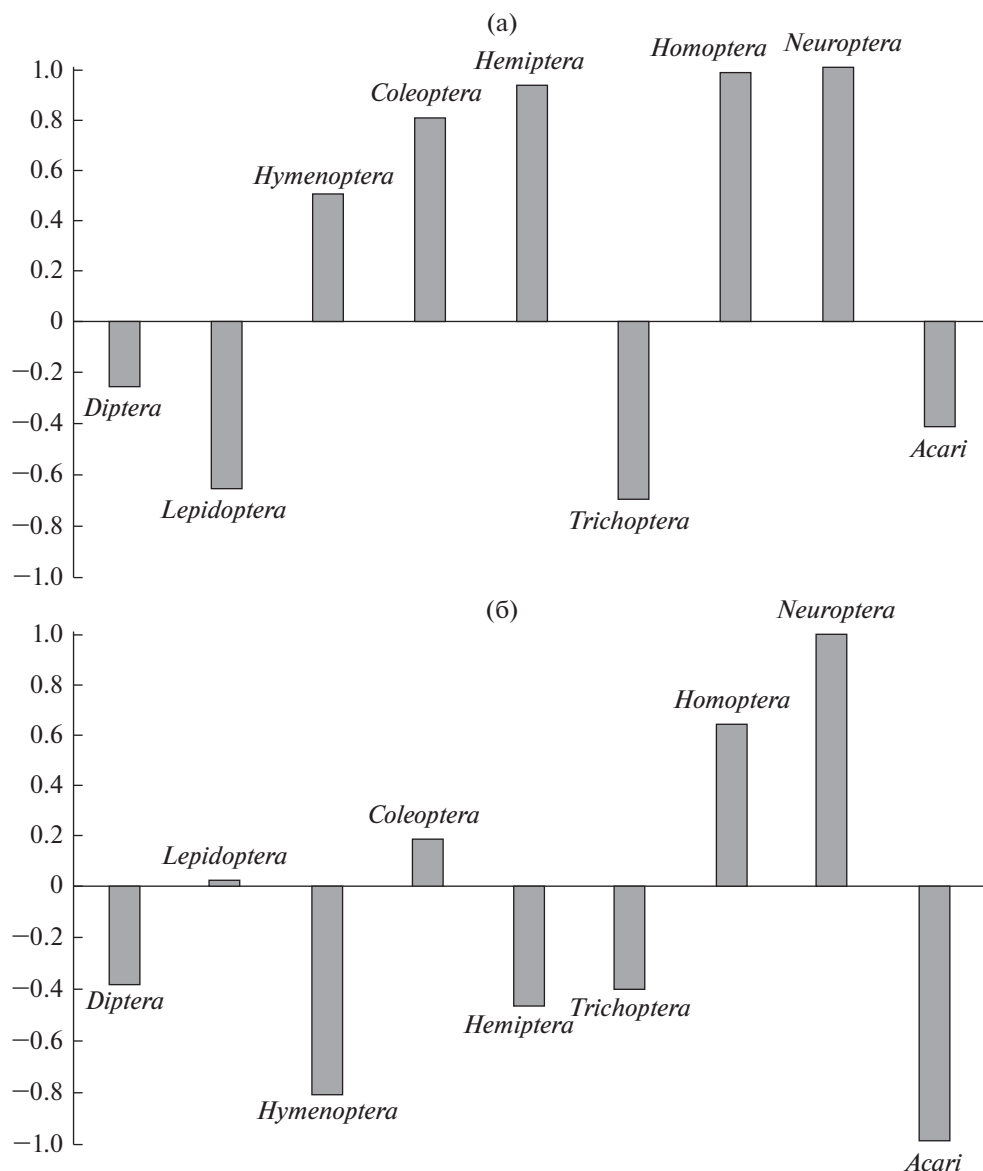 (а)
1.0
0.8
0.6
0.4
0.2
0
−0.2
−0.4
−0.6
−0.8
−1.0
Diptera
Lepidoptera
Hymenoptera
Coleoptera
Hemiptera
Trichoptera
Homoptera
Neuroptera
Acari
(б)
1.0
0.8
0.6
0.4
0.2
0
−0.2
−0.4
−0.6
−0.8
−1.0
Diptera
Lepidoptera
Hymenoptera
Coleoptera
Hemiptera
Trichoptera
Homoptera
Neuroptera
Acari